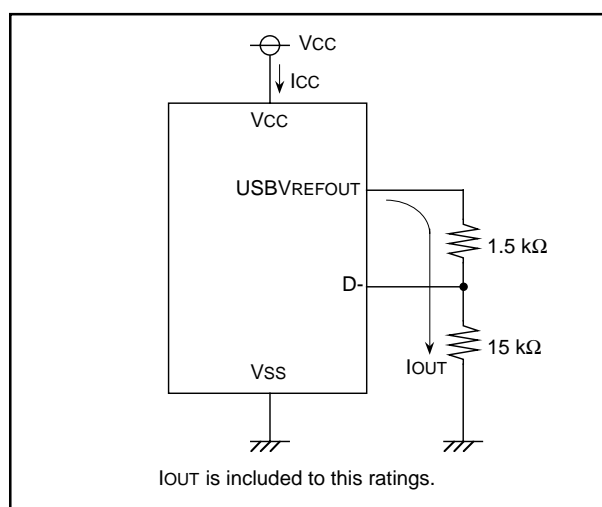 VCC
ICC
VCC
USBVREFOUT
1.5 kΩ
D-
15 kΩ
IOUT
VSS
IOUT is included to this ratings.